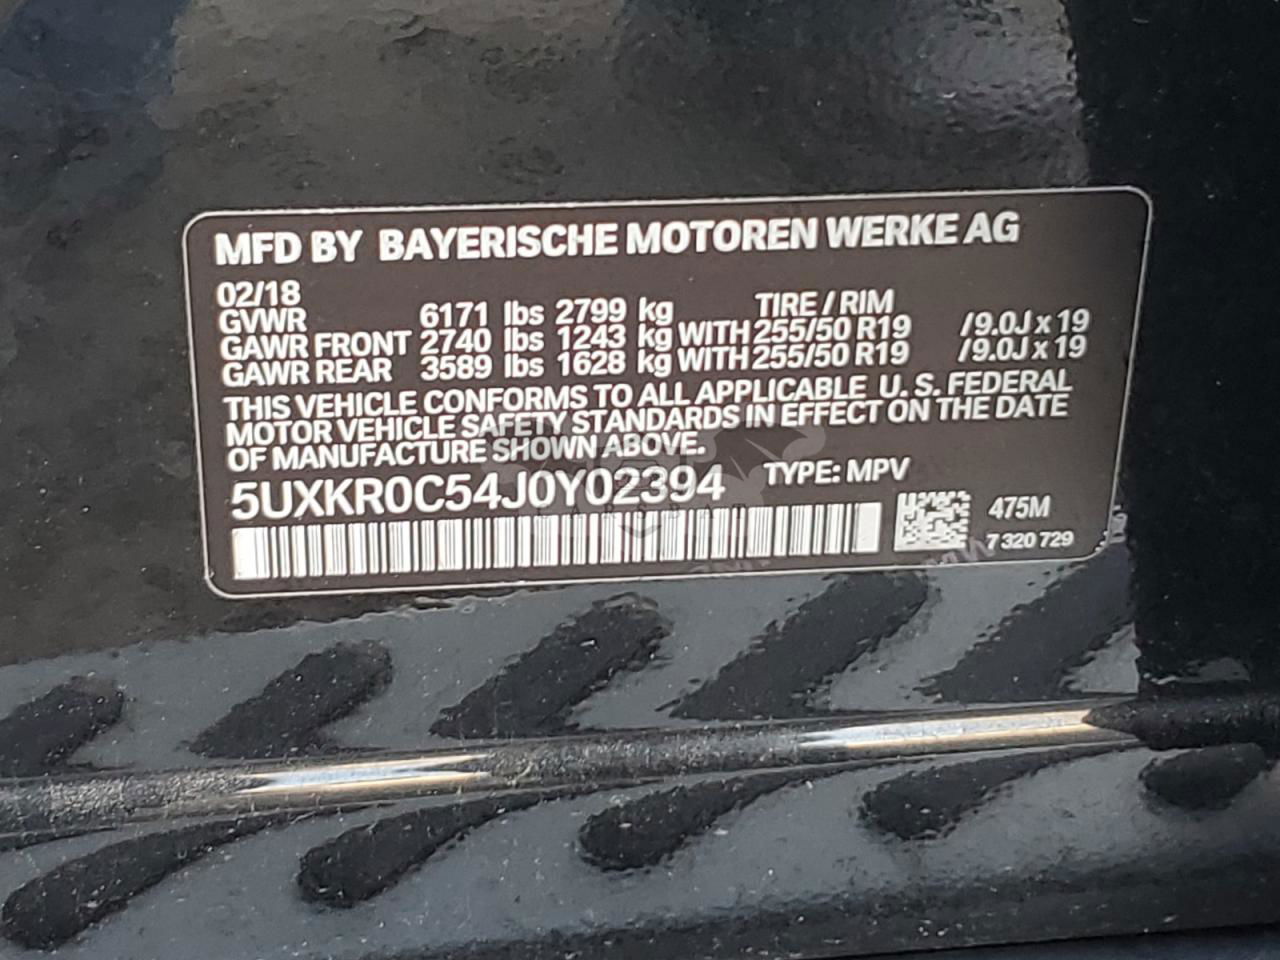 MFD BY BAYERISCHE MOTOREN WERKE AG
02/18
GVWR 6171 lbs 2799 kg TIRE / RIM
GAWR FRONT 2740 lbs 1243 kg WITH 255/50 R19 /9.0J x 19
GAWR REAR 3589 lbs 1628 kg WITH 255/50 R19 /9.0J x 19
THIS VEHICLE CONFORMS TO ALL APPLICABLE U. S. FEDERAL
MOTOR VEHICLE SAFETY STANDARDS IN EFFECT ON THE DATE
OF MANUFACTURE SHOWN ABOVE.
5UXKR0C54J0Y02394 TYPE: MPV
475M
7 320 729